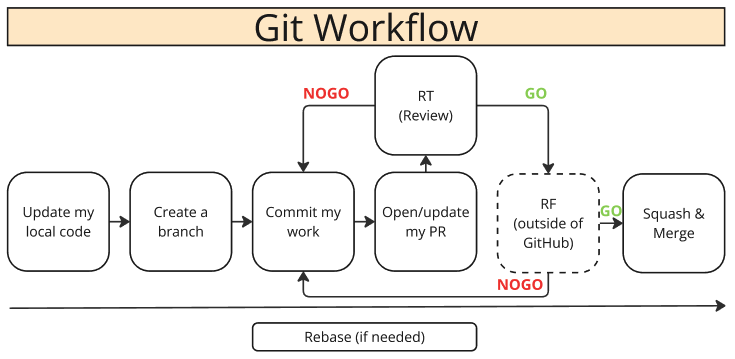 Git Workflow
NOGO
RT
(Review)
GO
Update my
local code
Create a
branch
Commit my
work
Open/update
my PR
RF
(outside of
GitHub)
GO
Squash &
Merge
NOGO
Rebase (if needed)